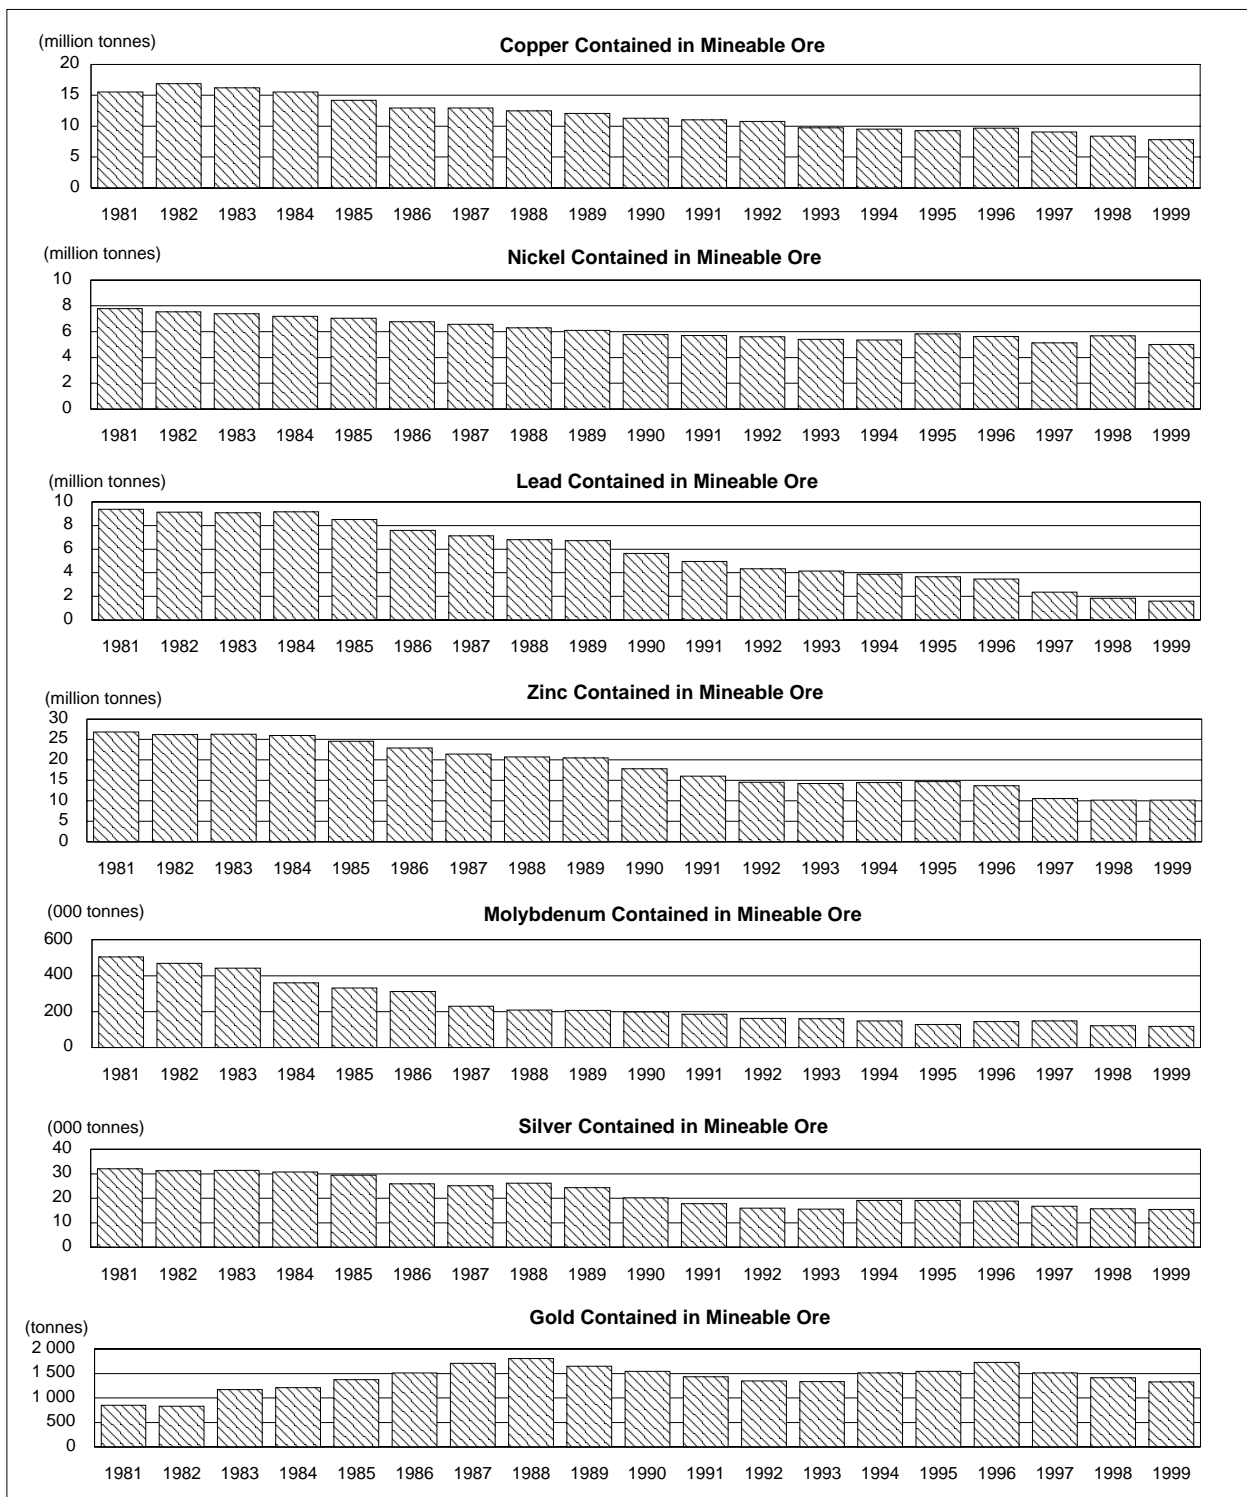 (million tonnes)
Copper Contained in Mineable Ore
20
15
10
5
0
1981 1982 1983 1984 1985 1986 1987 1988 1989 1990 1991 1992 1993 1994 1995 1996 1997 1998 1999
(million tonnes)
Nickel Contained in Mineable Ore
10
8
6
4
2
0
1981 1982 1983 1984 1985 1986 1987 1988 1989 1990 1991 1992 1993 1994 1995 1996 1997 1998 1999
(million tonnes)
Lead Contained in Mineable Ore
10
8
6
4
2
0
1981 1982 1983 1984 1985 1986 1987 1988 1989 1990 1991 1992 1993 1994 1995 1996 1997 1998 1999
(million tonnes)
Zinc Contained in Mineable Ore
30
25
20
15
10
5
0
1981 1982 1983 1984 1985 1986 1987 1988 1989 1990 1991 1992 1993 1994 1995 1996 1997 1998 1999
(000 tonnes)
Molybdenum Contained in Mineable Ore
600
400
200
0
1981 1982 1983 1984 1985 1986 1987 1988 1989 1990 1991 1992 1993 1994 1995 1996 1997 1998 1999
(000 tonnes)
Silver Contained in Mineable Ore
40
30
20
10
0
1981 1982 1983 1984 1985 1986 1987 1988 1989 1990 1991 1992 1993 1994 1995 1996 1997 1998 1999
(tonnes)
Gold Contained in Mineable Ore
2 000
1 500
1 000
500
0
1981 1982 1983 1984 1985 1986 1987 1988 1989 1990 1991 1992 1993 1994 1995 1996 1997 1998 1999